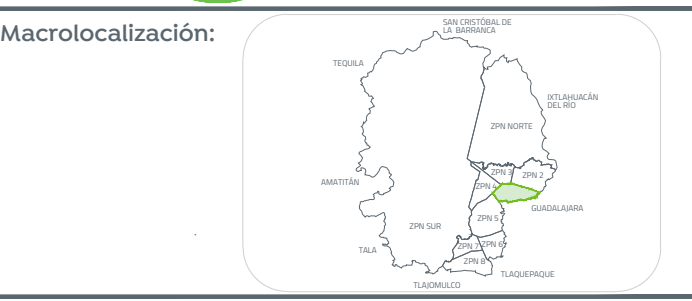 Macrolocalización:
SAN CRISTÓBAL DE
LA BARRANCA
TEQUILA
IXTLAHUACÁN
DEL RÍO
ZPN NORTE
ZPN 3
ZPN 2
AMATITÁN
ZPN 4
GUADALAJARA
ZPN 5
ZPN SUR
ZPN 7
ZPN 6
TALA
ZPN 8
TLAQUEPAQUE
TLAJOMULCO